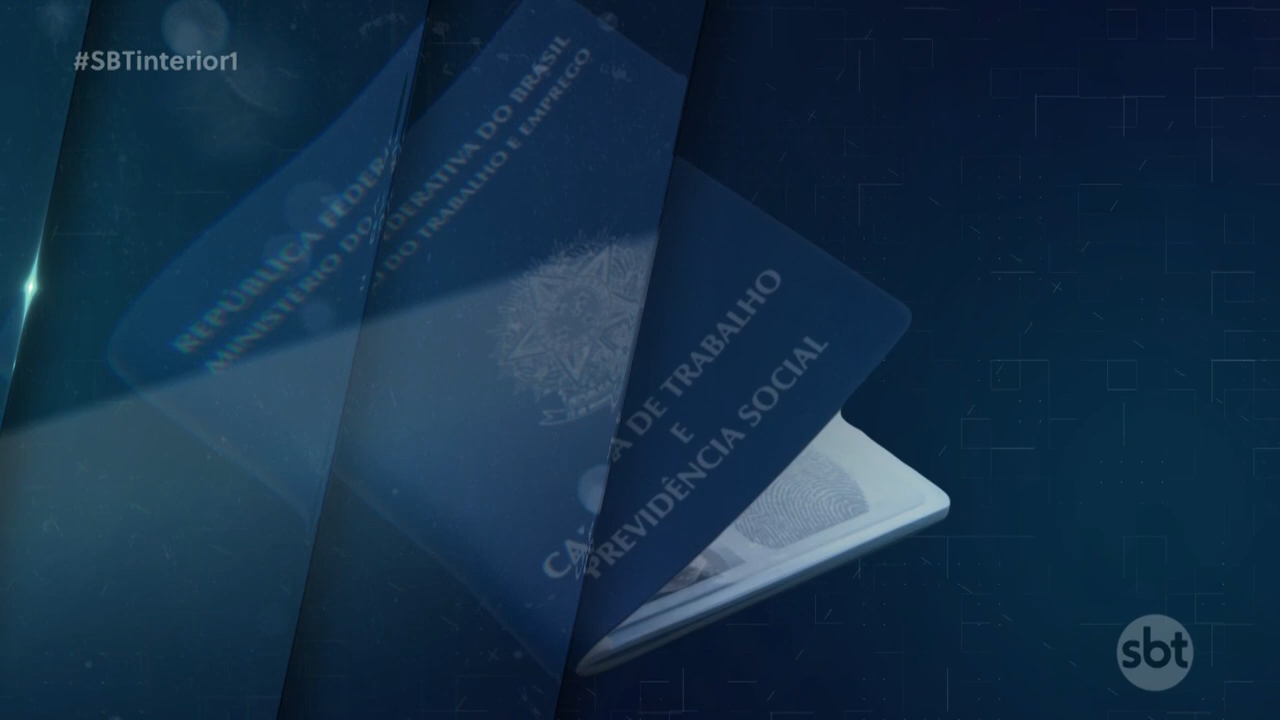 #SBTinterior1
REPÚBLICA FEDERATIVA DO BRASIL
MINISTÉRIO DO TRABALHO E EMPREGO
DE TRABALHO
E
PREVIDÊNCIA SOCIAL
sbt